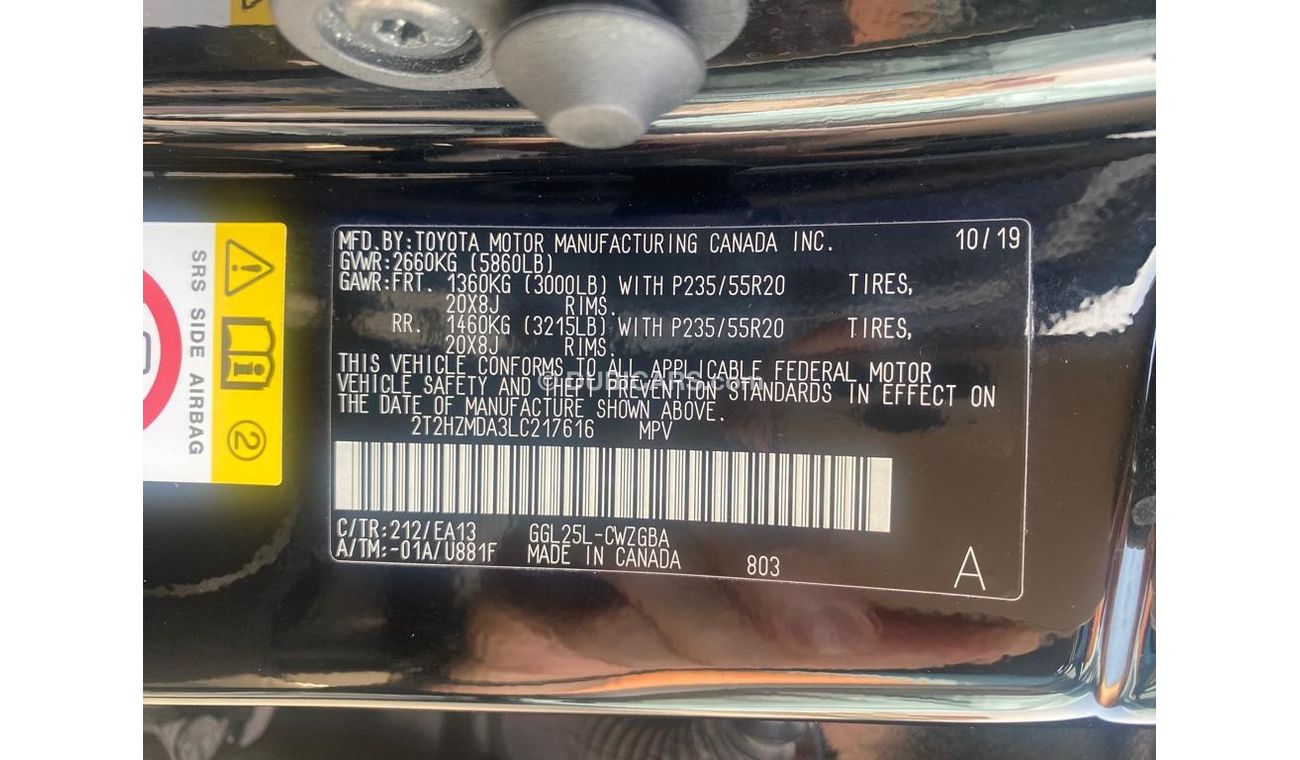 MFD.BY:TOYOTA MOTOR MANUFACTURING CANADA INC. 10/19
GVWR:2660KG (5860LB)
GAWR:FRT. 1360KG (3000LB) WITH P235/55R20 TIRES,
20X8J RIMS.
RR. 1460KG (3215LB) WITH P235/55R20 TIRES,
20X8J RIMS.
THIS VEHICLE CONFORMS TO ALL APPLICABLE FEDERAL MOTOR
VEHICLE SAFETY AND THEFT PREVENTION STANDARDS IN EFFECT ON
THE DATE OF MANUFACTURE SHOWN ABOVE.
2T2HZMDA3LC217616 MPV
C/TR:212/EA13 GGL25L-CWZGBA
A/TM:-01A/U881F MADE IN CANADA 803 A
SRS SIDE AIRBAG
2
© DUBICARS.com